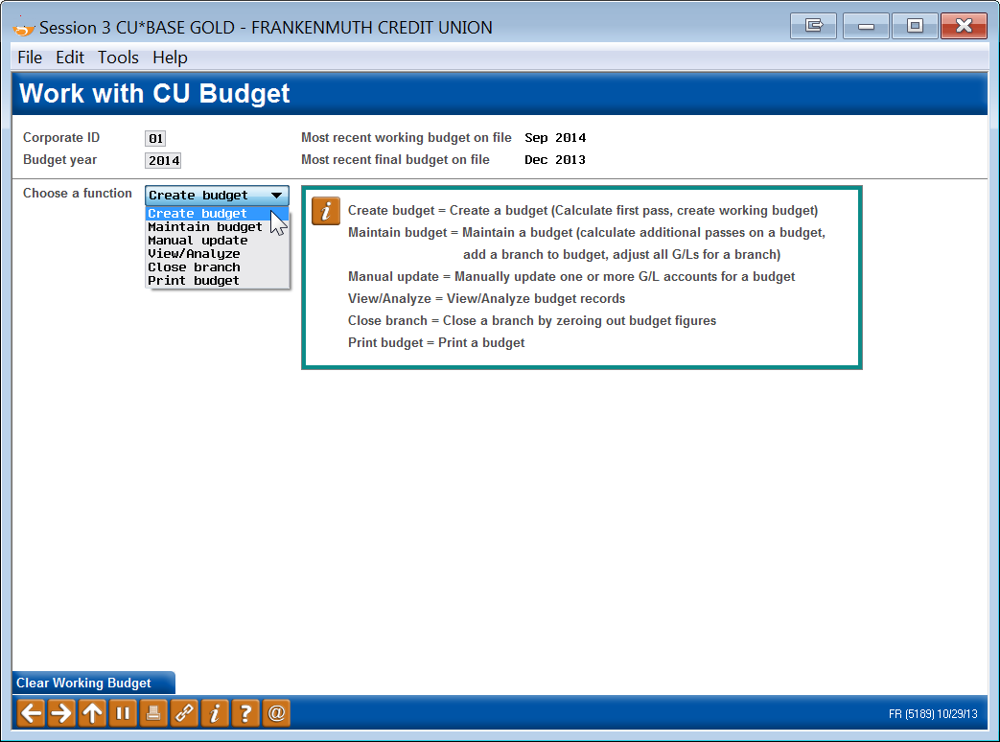 Session 3 CU*BASE GOLD - FRANKENMUTH CREDIT UNION
File Edit Tools Help
Work with CU Budget
Corporate ID 01 Most recent working budget on file Sep 2014
Budget year 2014 Most recent final budget on file Dec 2013
Choose a function Create budget
Create budget
Maintain budget
Manual update
View/Analyze
Close branch
Print budget
i
Create budget = Create a budget (Calculate first pass, create working budget)
Maintain budget = Maintain a budget (calculate additional passes on a budget,
add a branch to budget, adjust all G/Ls for a branch)
Manual update = Manually update one or more G/L accounts for a budget
View/Analyze = View/Analyze budget records
Close branch = Close a branch by zeroing out budget figures
Print budget = Print a budget
Clear Working Budget
i ? @
FR (5189) 10/29/13